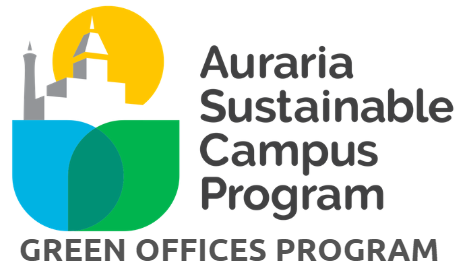 Auraria
Sustainable
Campus
Program
GREEN OFFICES PROGRAM